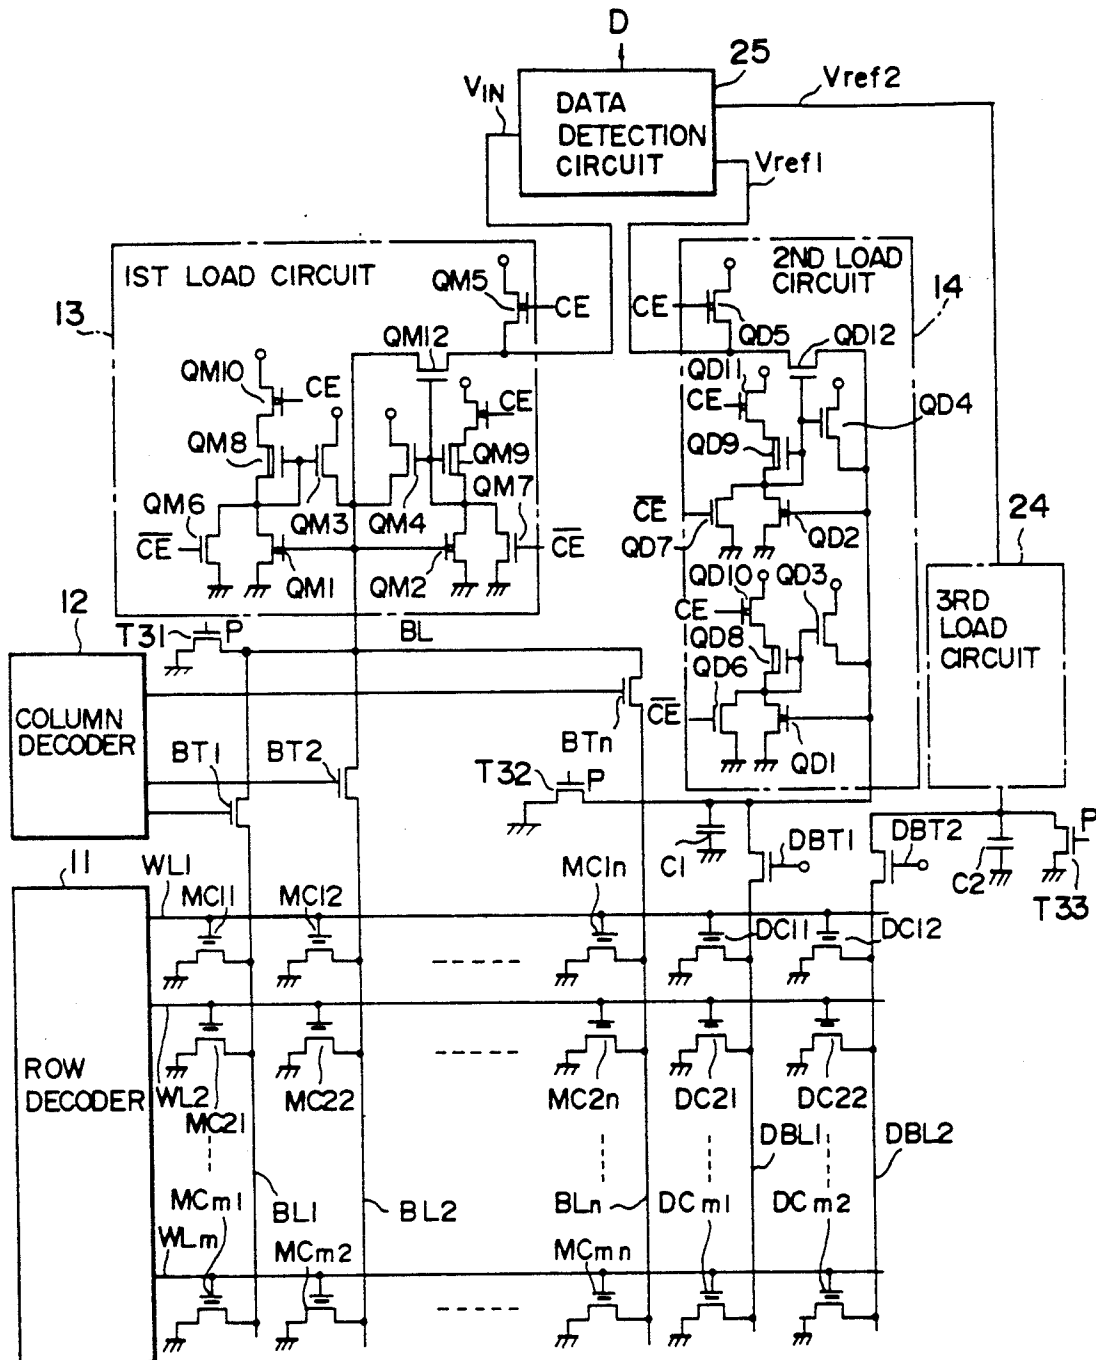 D
25
VIN
DATA
DETECTION
CIRCUIT
Vref2
Vref1
1ST LOAD CIRCUIT
2ND LOAD
CIRCUIT
13
14
QM5
CE
CE
QD5
QM12
QD12
QM10
CE
CE
QD11
CE
QD4
QM8
QM9
QD9
QM6
QM3
QM4
QM7
CE
CE
CE
QD7
QD2
24
QM1
QM2
QD10
QD3
CE
3RD
LOAD
CIRCUIT
12
T31
P
BL
QD8
QD6
COLUMN
DECODER
CE
BTn
QD1
BT1
BT2
T32
P
P
11
WL1
C1
DBT1
DBT2
C2
T33
MC11
MC12
MC1n
DC11
DC12
ROW
DECODER
WL2
MC21
MC22
MC2n
DC21
DC22
DBL1
DBL2
MCm1
BL1
BL2
BLn
DCm1
DCm2
WLm
MCm2
MCmn